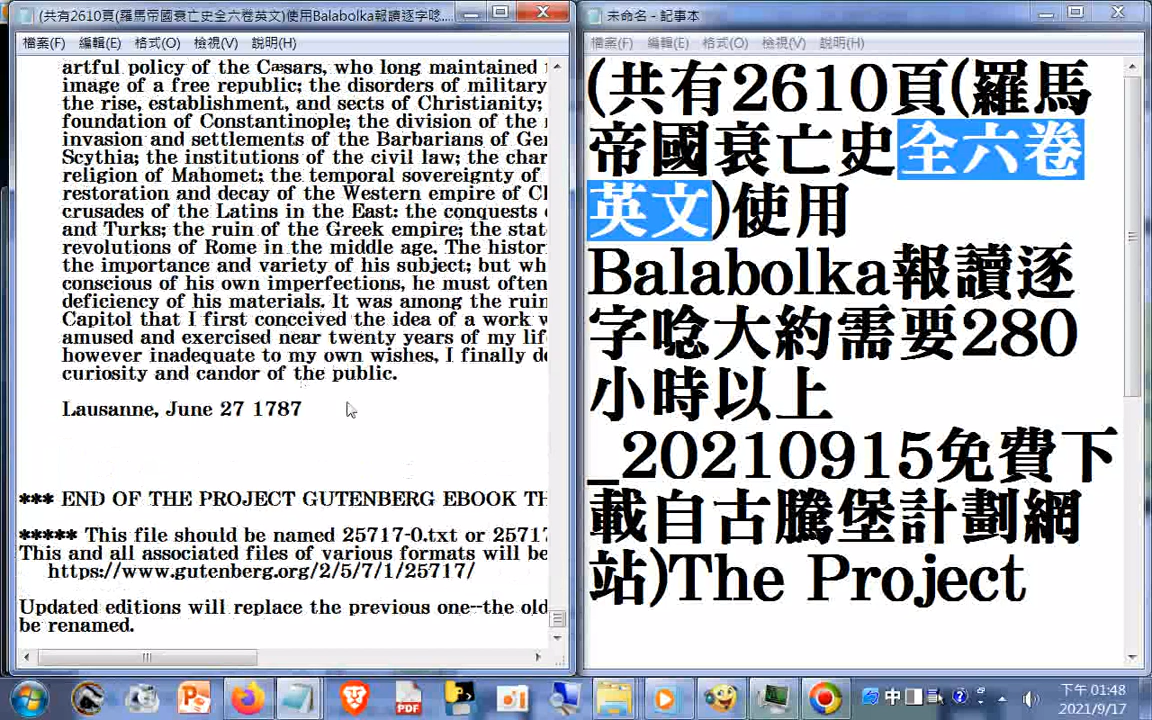 (共有2610頁(羅馬帝國衰亡史全六卷英文)使用Balabolka報讀逐字唸....
檔案(F) 編輯(E) 格式(O) 檢視(V) 說明(H)
artful policy of the Cæsars, who long maintained
image of a free republic; the disorders of military
the rise, establishment, and sects of Christianity;
foundation of Constantinople; the division of the
invasion and settlements of the Barbarians of Ge
Scythia; the institutions of the civil law; the char
religion of Mahomet; the temporal sovereignty of
restoration and decay of the Western empire of C
crusades of the Latins in the East: the conquests
and Turks; the ruin of the Greek empire; the stat
revolutions of Rome in the middle age. The histor
the importance and variety of his subject; but wh
conscious of his own imperfections, he must often
deficiency of his materials. It was among the ruin
Capitol that I first conceived the idea of a work w
amused and exercised near twenty years of my lif
however inadequate to my own wishes, I finally de
curiosity and candor of the public.
Lausanne, June 27 1787
*** END OF THE PROJECT GUTENBERG EBOOK TH
***** This file should be named 25717-0.txt or 25717
This and all associated files of various formats will be
https://www.gutenberg.org/2/5/7/1/25717/
Updated editions will replace the previous one--the old
be renamed.
未命名 - 記事本
檔案(F) 編輯(E) 格式(O) 檢視(V) 說明(H)
(共有2610頁(羅馬
帝國衰亡史全六卷
英文)使用
Balabolka報讀逐
字唸大約需要280
小時以上
_20210915免費下
載自古騰堡計劃網
站)The Project
PDF
中
下午 01:48
2021/9/17